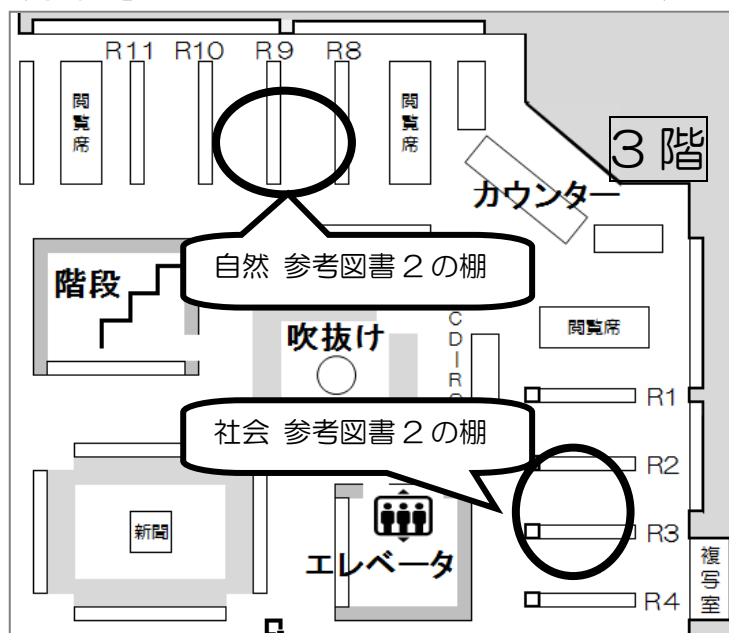 R11 R10 R9 R8
閲覧席
閲覧席
3階
カウンター
自然 参考図書2の棚
階段
吹抜け
閲覧席
R1
社会 参考図書2の棚
R2
新聞
エレベータ
R3
複写室
R4